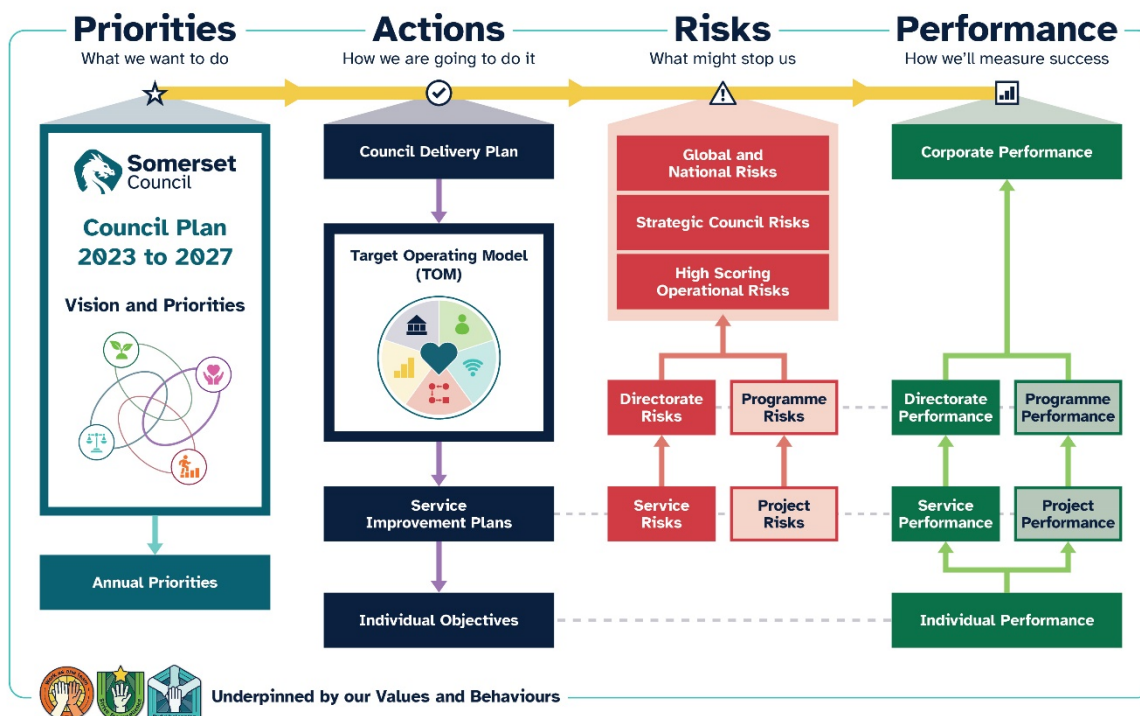 Priorities
What we want to do
Actions
How we are going to do it
Risks
What might stop us
Performance
How we'll measure success
Somerset
Council
Council Plan
2023 to 2027
Vision and Priorities
Annual Priorities
Council Delivery Plan
Target Operating Model
(TOM)
Service
Improvement Plans
Individual Objectives
Global and
National Risks
Strategic Council Risks
High Scoring
Operational Risks
Directorate
Risks
Programme
Risks
Service
Risks
Project
Risks
Corporate Performance
Directorate
Performance
Programme
Performance
Service
Performance
Project
Performance
Individual Performance
Underpinned by our Values and Behaviours